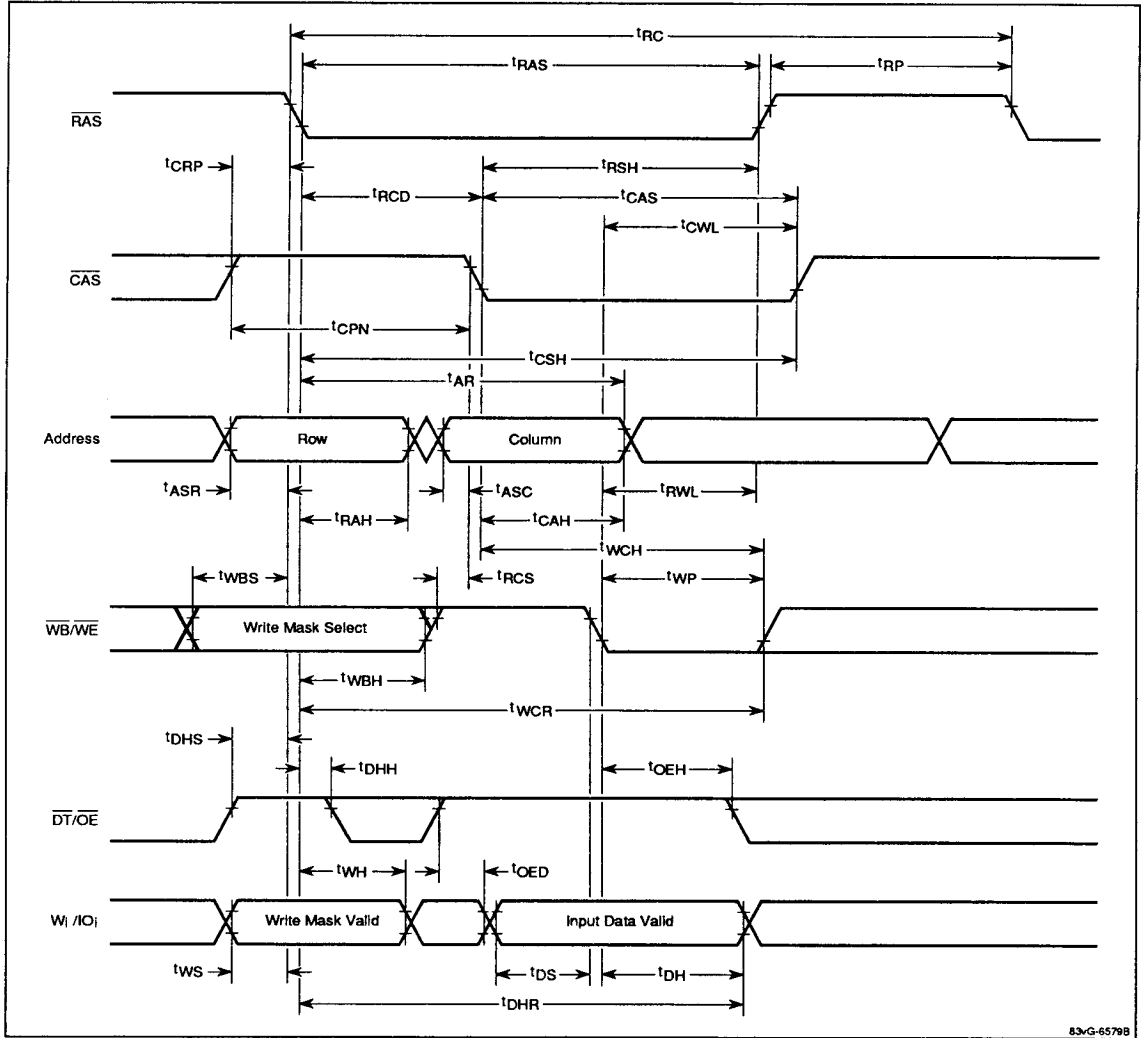 tRC
tRAS
tRP
RAS
tCRP
tRSH
tRCD
tCAS
tCWL
CAS
tCPN
tCSH
tAR
Address
Row
Column
tASR
tASC
tRWL
tRAH
tCAH
tWCH
tWBS
tRCS
tWP
WB/WE
Write Mask Select
tWBH
tWCR
tDHS
tDHH
tOEH
DT/OE
tWH
tOED
Wi /IOi
Write Mask Valid
Input Data Valid
tWS
tDS
tDH
tDHR
83vG-6579B